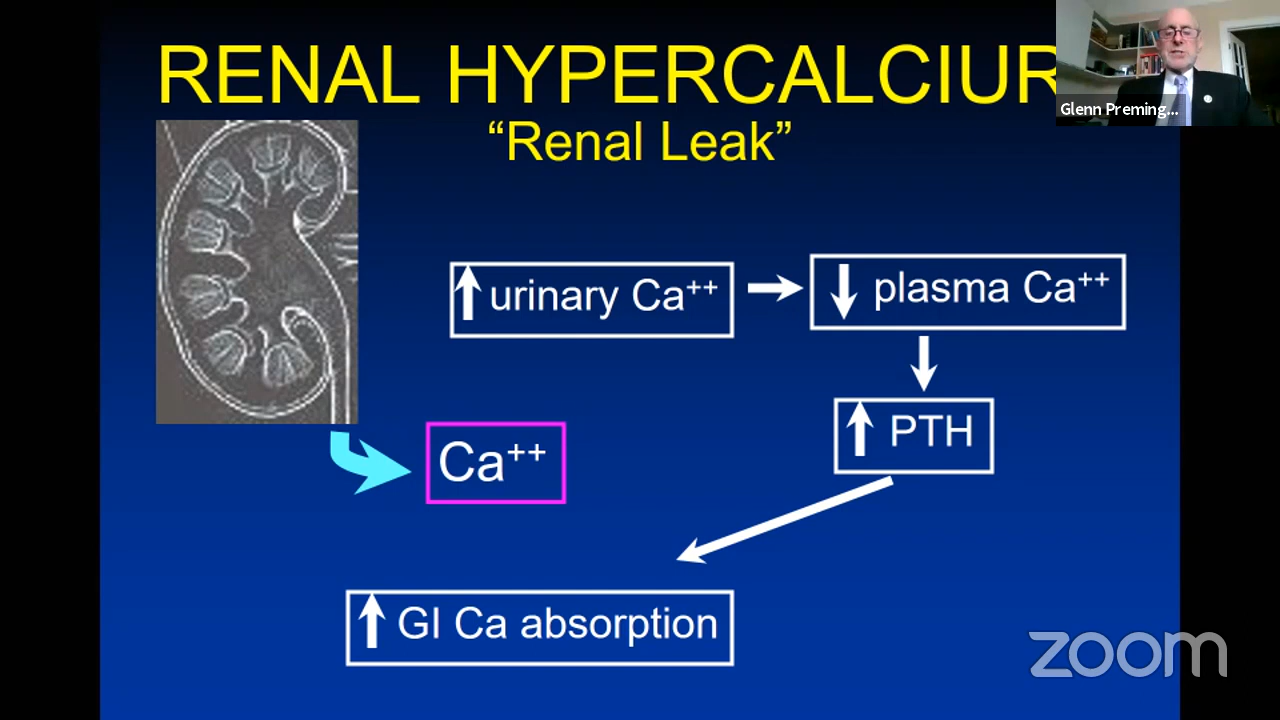 RENAL HYPERCALCIUR
“Renal Leak”
Glenn Preming...
urinary Ca++
plasma Ca++
PTH
Ca++
GI Ca absorption
zoom